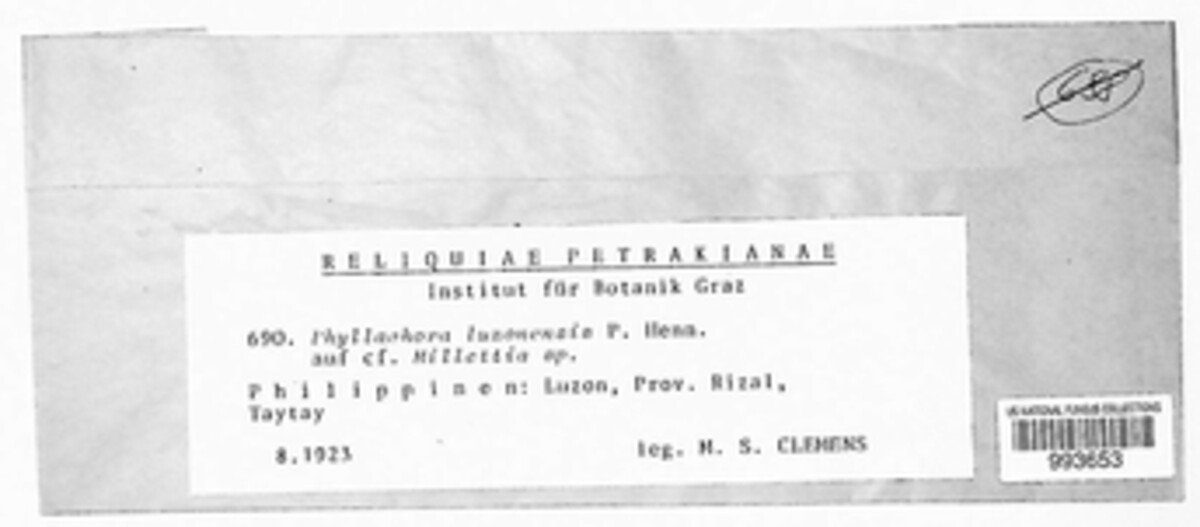 RELIQUIAE PETRAKIANAE
Institut für Botanik Graz
690. Phyllachora luzonensis P. Henn.
auf cf. Millettia sp.
Philippinen: Luzon, Prov. Rizal,
Taytay
8.1923 leg. M. S. CLEMENS
US NATIONAL FUNGUS COLLECTIONS
993653